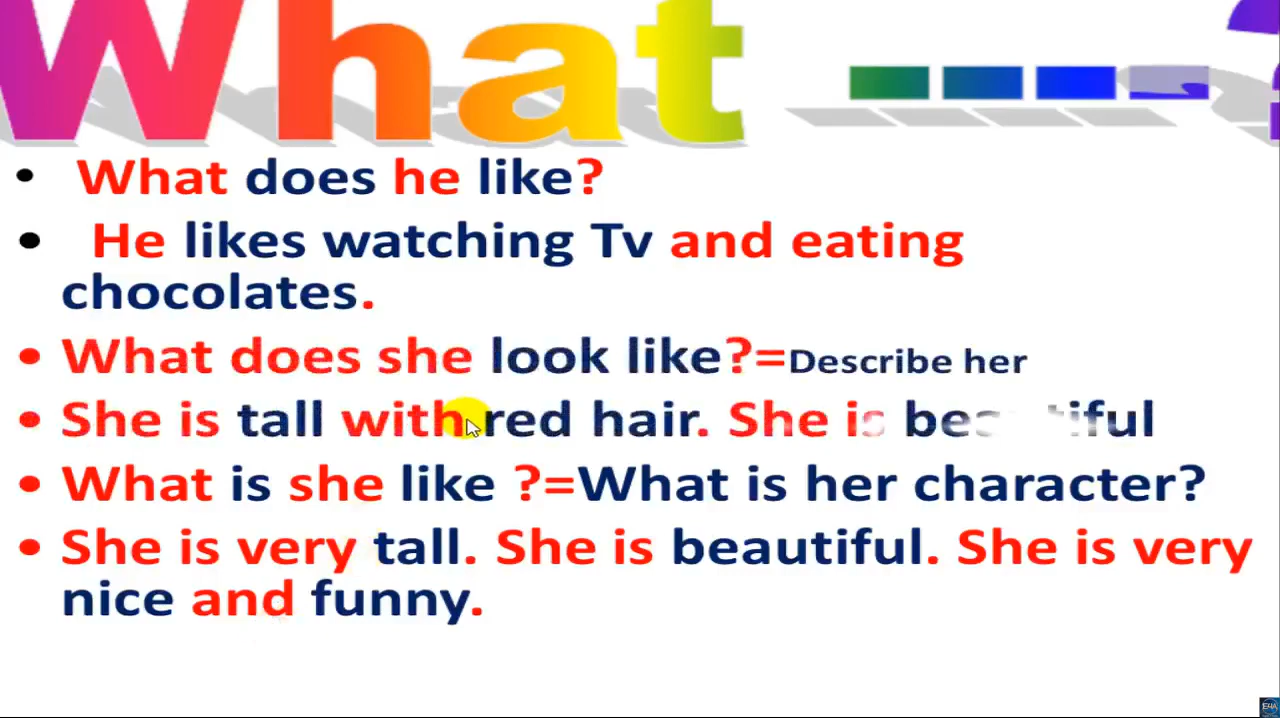 What ____?
What does he like?
He likes watching Tv and eating
chocolates.
What does she look like?=Describe her
She is tall with red hair. She is beautiful
What is she like ?=What is her character?
She is very tall. She is beautiful. She is very
nice and funny.